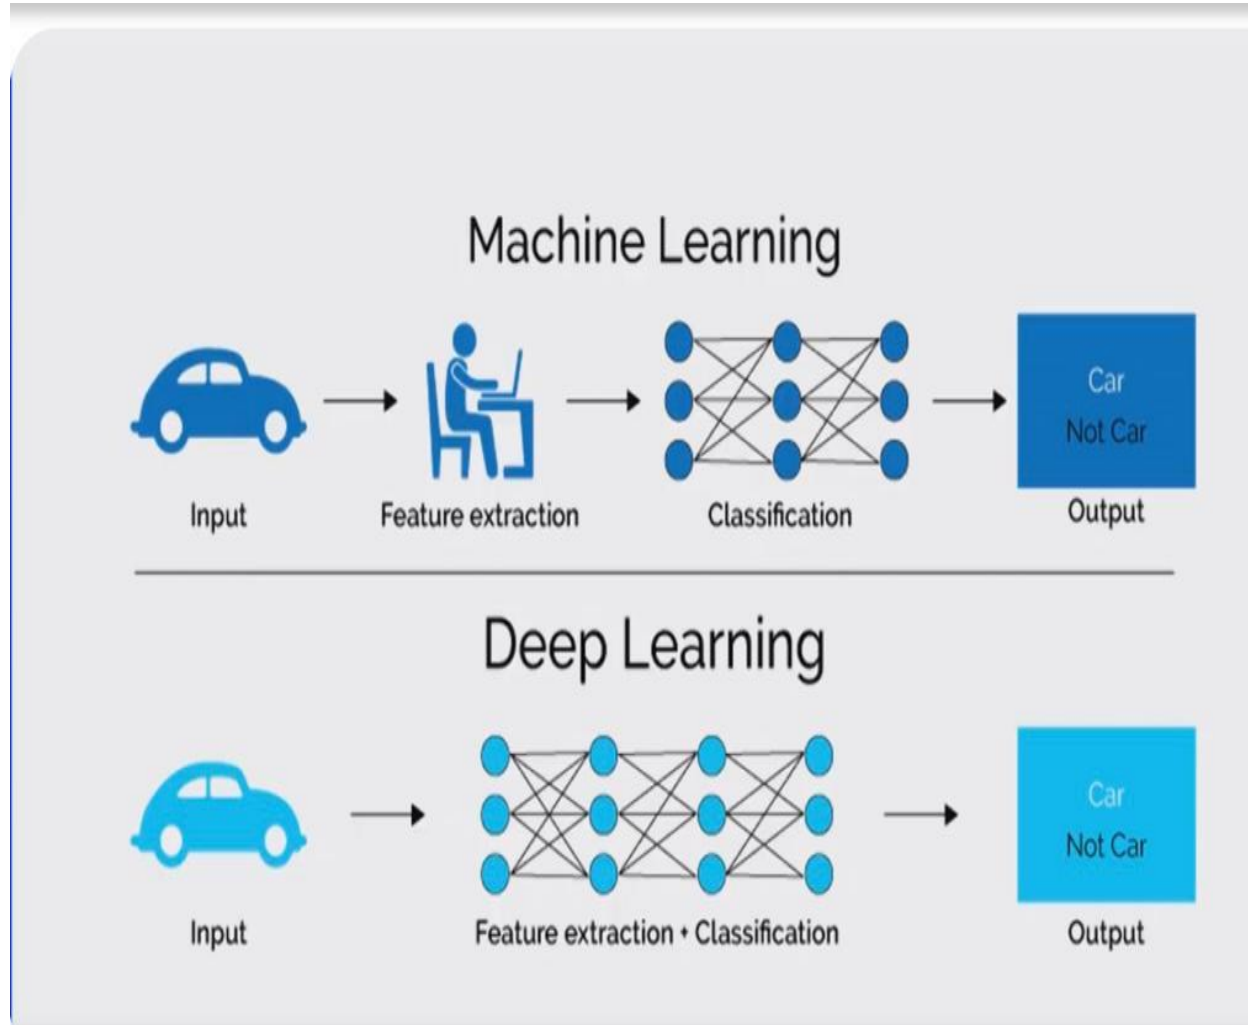 Machine Learning
Car
Not Car
Input
Feature extraction
Classification
Output
Deep Learning
Car
Not Car
Input
Feature extraction + Classification
Output